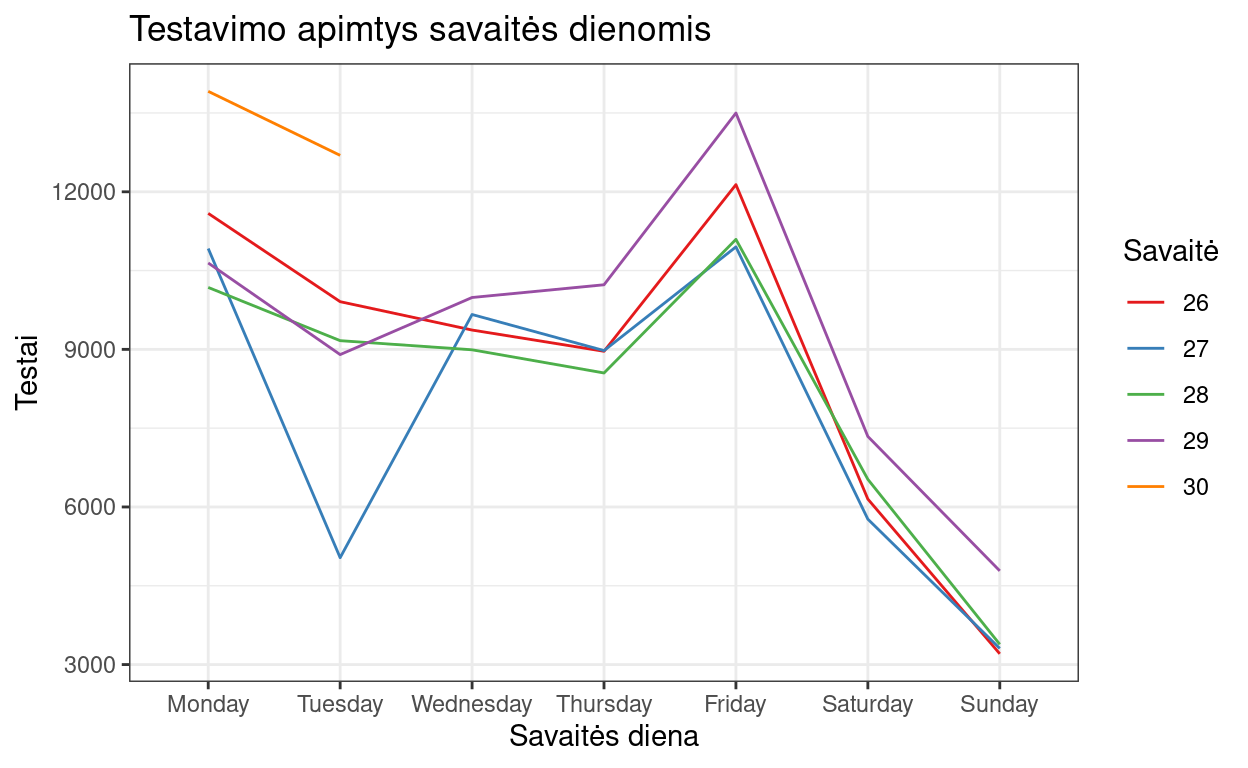 Testavimo apimtys savaitės dienomis
Testai
12000
9000
6000
3000
Monday Tuesday Wednesday Thursday Friday Saturday Sunday
Savaitės diena
Savaitė
26
27
28
29
30